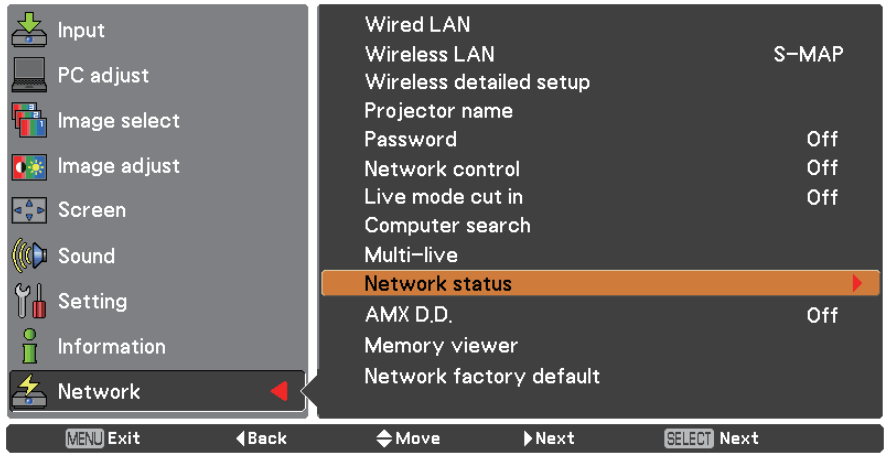 Input
PC adjust
Image select
Image adjust
Screen
Sound
Setting
Information
Network
Wired LAN
Wireless LAN S-MAP
Wireless detailed setup
Projector name
Password Off
Network control Off
Live mode cut in Off
Computer search
Multi-live
Network status
AMX D.D. Off
Memory viewer
Network factory default
MENU Exit Back Move Next SELECT Next